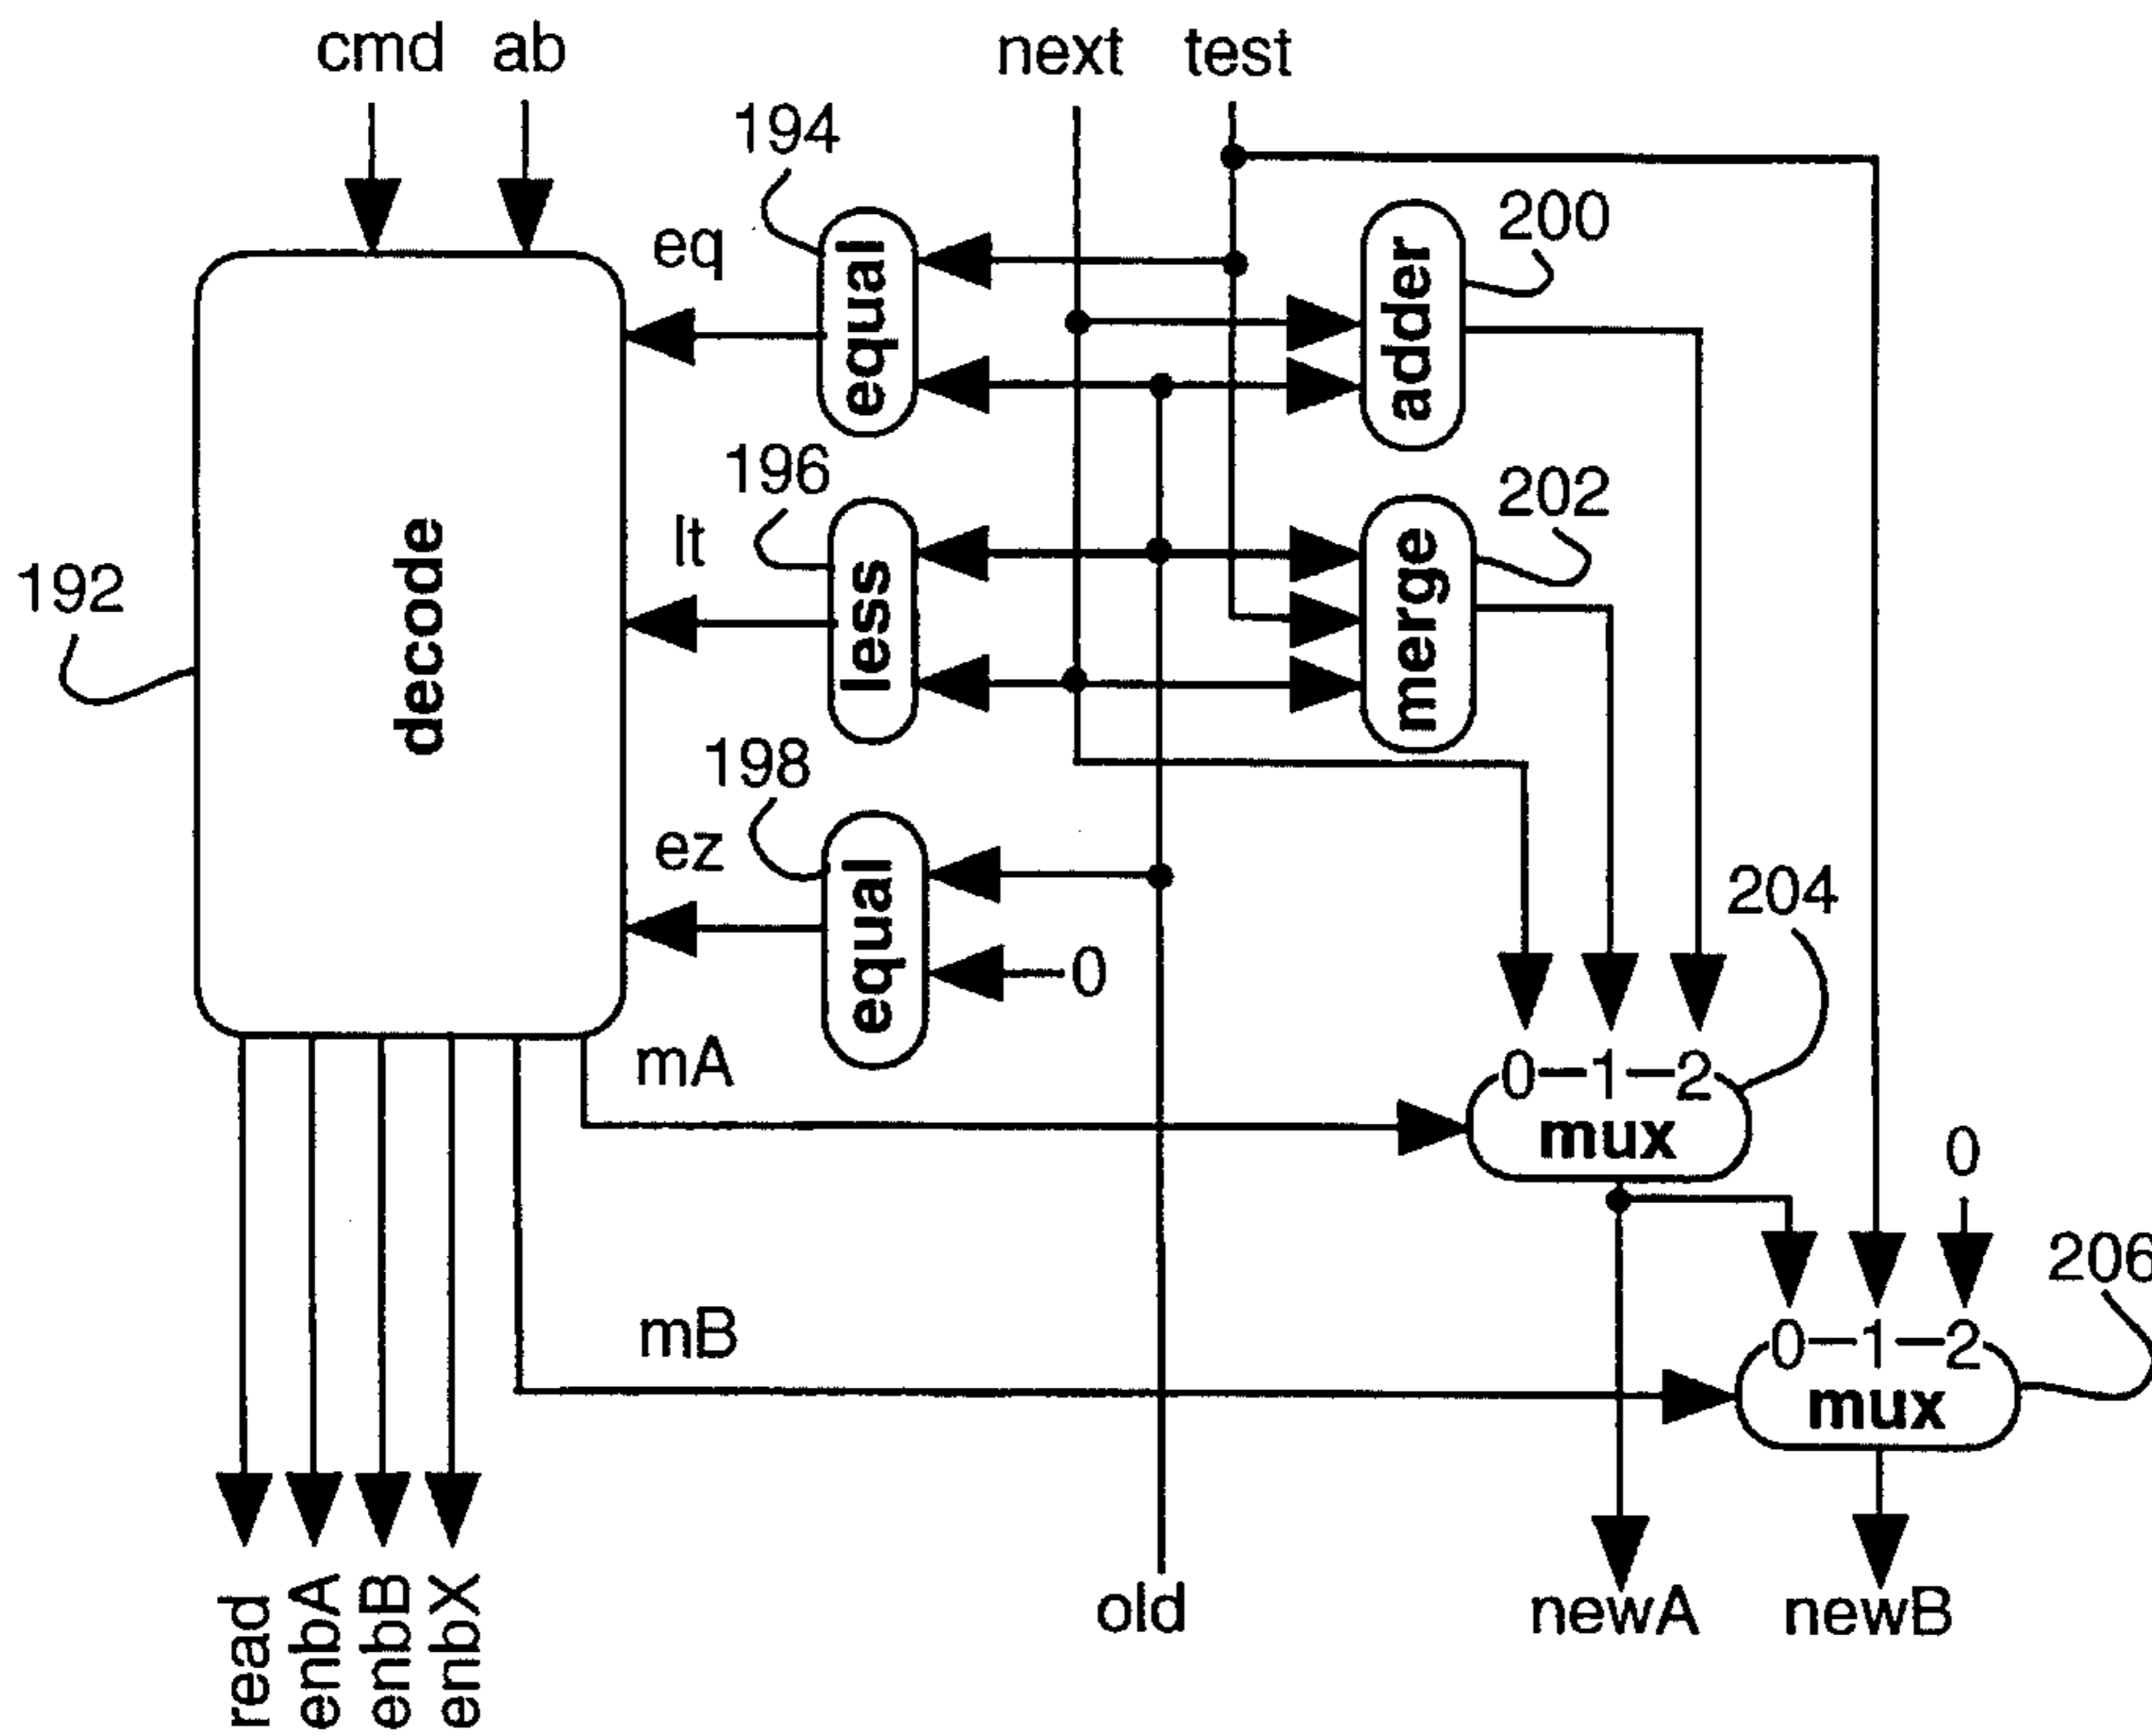 cmd ab next test
194
200
eq
equal
adder
196
202
lt
192
decode
less
merge
198
ez
equal
204
0
mA
0 1 2
mux
0
206
mB
0 1 2
mux
read
enbA
enbB
enbX
old
newA
newB